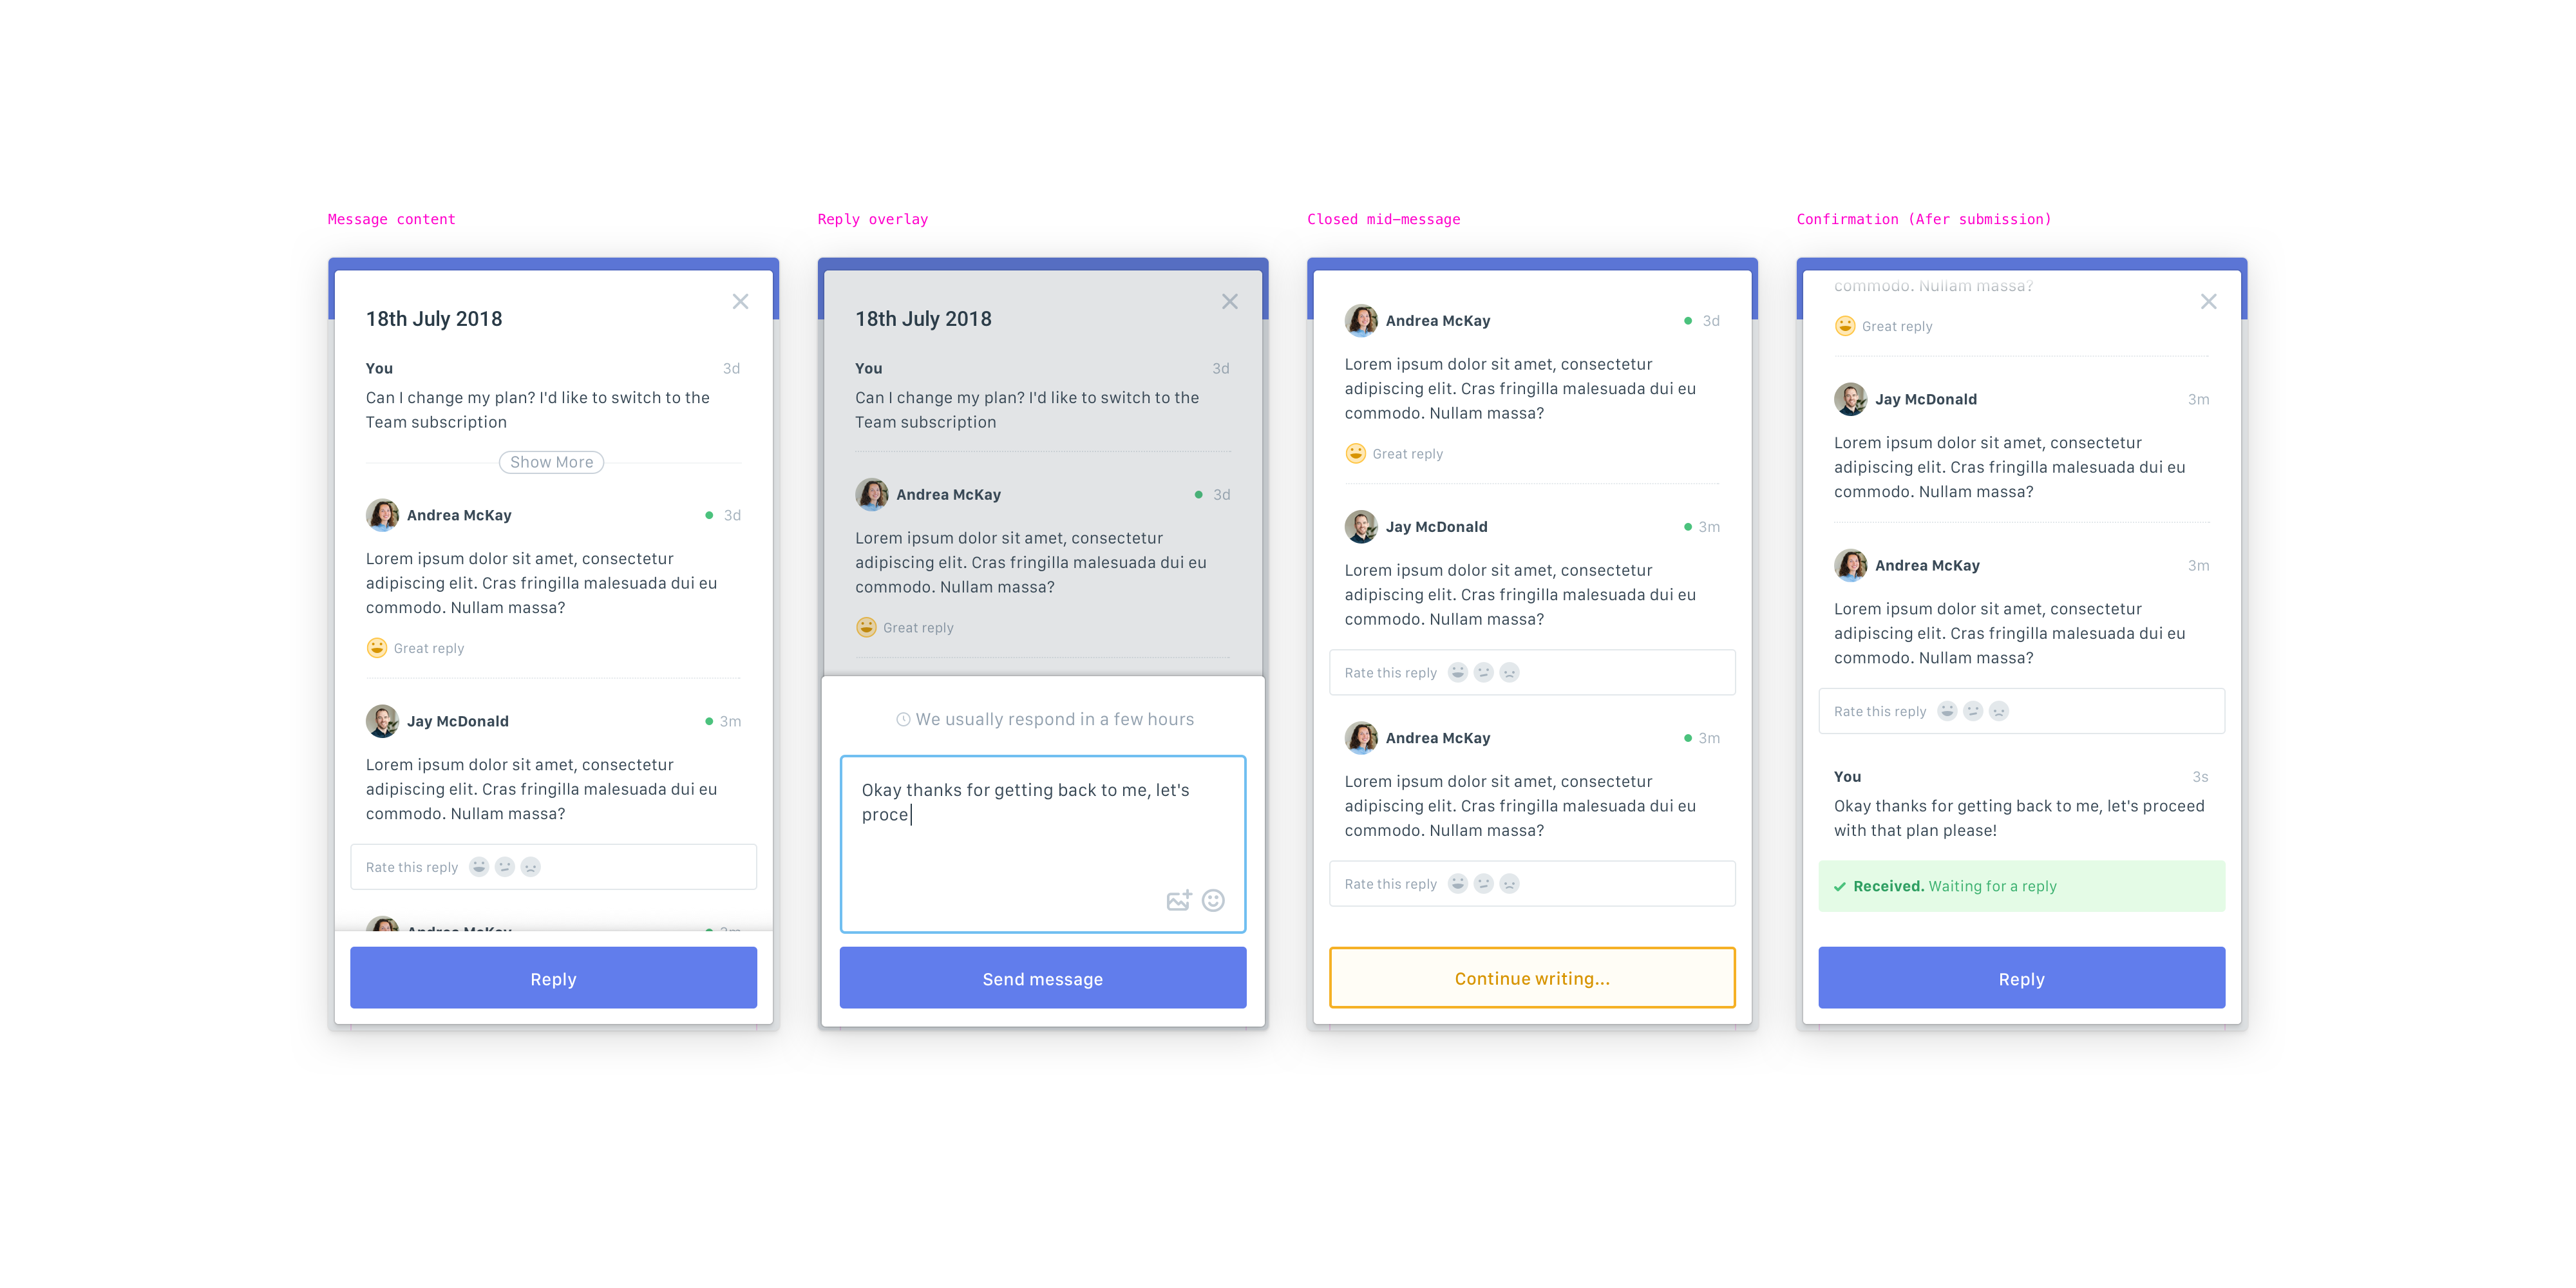 Message content
18th July 2018
You 3d
Can I change my plan? I'd like to switch to the
Team subscription
Show More
Andrea McKay 3d
Lorem ipsum dolor sit amet, consectetur
adipiscing elit. Cras fringilla malesuada dui eu
commodo. Nullam massa?
Great reply
Jay McDonald 3m
Lorem ipsum dolor sit amet, consectetur
adipiscing elit. Cras fringilla malesuada dui eu
commodo. Nullam massa?
Rate this reply
Andrea McKay 3m
Reply
Reply overlay
18th July 2018
You 3d
Can I change my plan? I'd like to switch to the
Team subscription
Andrea McKay 3d
Lorem ipsum dolor sit amet, consectetur
adipiscing elit. Cras fringilla malesuada dui eu
commodo. Nullam massa?
Great reply
We usually respond in a few hours
Okay thanks for getting back to me, let's
proce
Send message
Closed mid-message
Andrea McKay 3d
Lorem ipsum dolor sit amet, consectetur
adipiscing elit. Cras fringilla malesuada dui eu
commodo. Nullam massa?
Great reply
Jay McDonald 3m
Lorem ipsum dolor sit amet, consectetur
adipiscing elit. Cras fringilla malesuada dui eu
commodo. Nullam massa?
Rate this reply
Andrea McKay 3m
Lorem ipsum dolor sit amet, consectetur
adipiscing elit. Cras fringilla malesuada dui eu
commodo. Nullam massa?
Rate this reply
Continue writing...
Confirmation (Afer submission)
commodo. Nullam massa?
Great reply
Jay McDonald 3m
Lorem ipsum dolor sit amet, consectetur
adipiscing elit. Cras fringilla malesuada dui eu
commodo. Nullam massa?
Andrea McKay 3m
Lorem ipsum dolor sit amet, consectetur
adipiscing elit. Cras fringilla malesuada dui eu
commodo. Nullam massa?
Rate this reply
You 3s
Okay thanks for getting back to me, let's proceed
with that plan please!
Received. Waiting for a reply
Reply